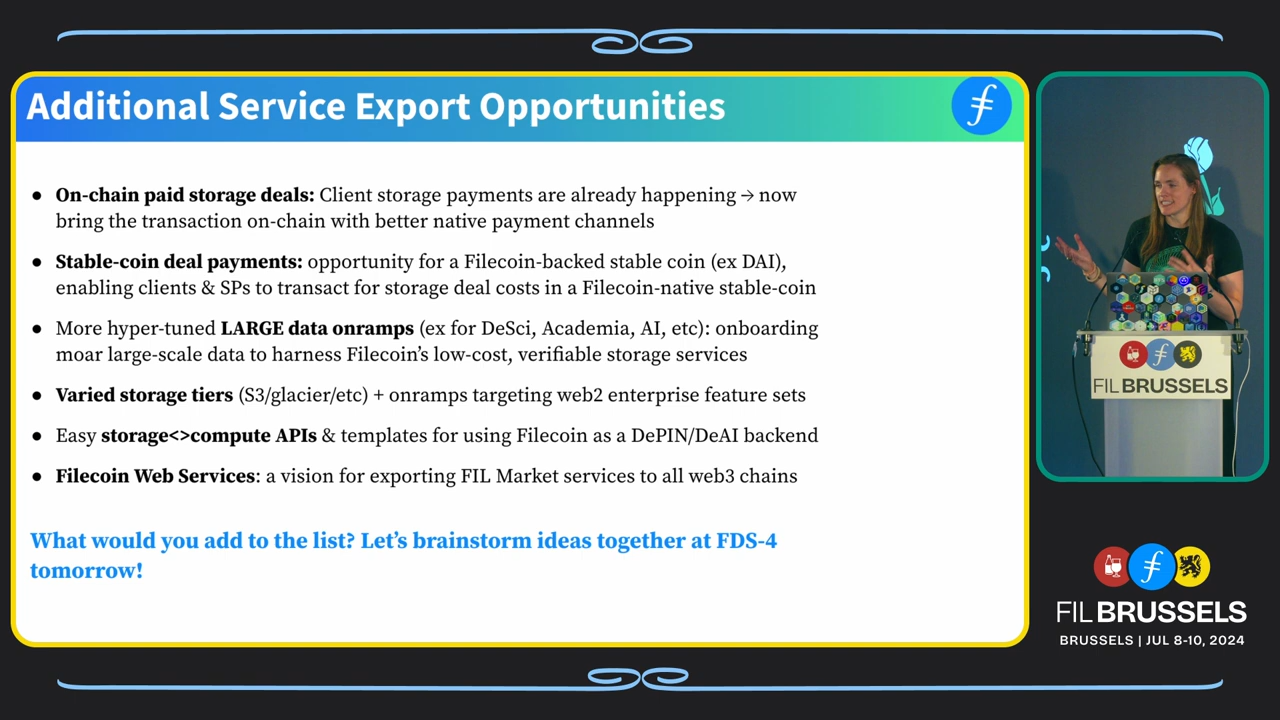 Additional Service Export Opportunities
● On-chain paid storage deals: Client storage payments are already happening → now
bring the transaction on-chain with better native payment channels
● Stable-coin deal payments: opportunity for a Filecoin-backed stable coin (ex DAI),
enabling clients & SPs to transact for storage deal costs in a Filecoin-native stable-coin
● More hyper-tuned LARGE data onramps (ex for DeSci, Academia, AI, etc): onboarding
moar large-scale data to harness Filecoin’s low-cost, verifiable storage services
● Varied storage tiers (S3/glacier/etc) + onramps targeting web2 enterprise feature sets
● Easy storage<>compute APIs & templates for using Filecoin as a DePIN/DeAI backend
● Filecoin Web Services: a vision for exporting FIL Market services to all web3 chains
What would you add to the list? Let’s brainstorm ideas together at FDS-4
tomorrow!
FIL BRUSSELS
FIL BRUSSELS
BRUSSELS | JUL 8-10, 2024